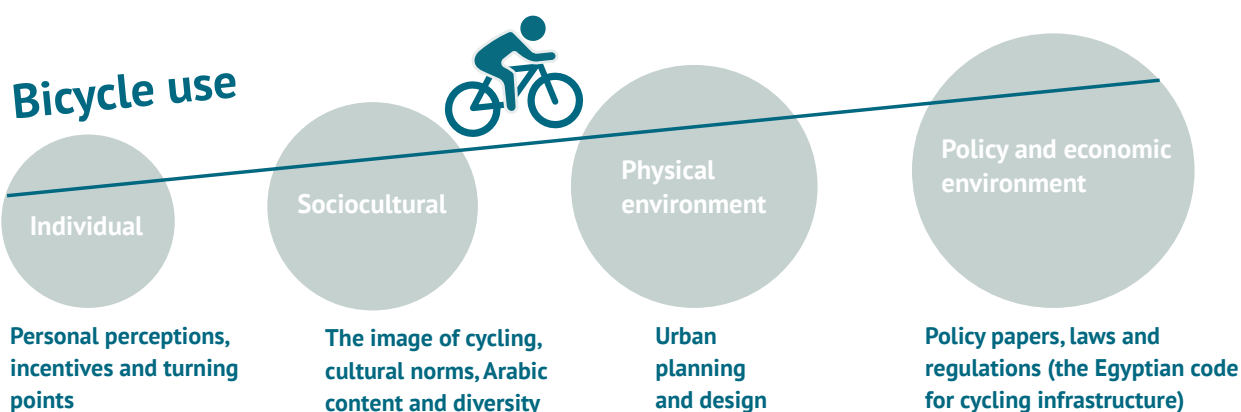 Bicycle use
Individual
Sociocultural
Physical
environment
Policy and economic
environment
Personal perceptions,
incentives and turning
points
The image of cycling,
cultural norms, Arabic
content and diversity
Urban
planning
and design
Policy papers, laws and
regulations (the Egyptian code
for cycling infrastructure)